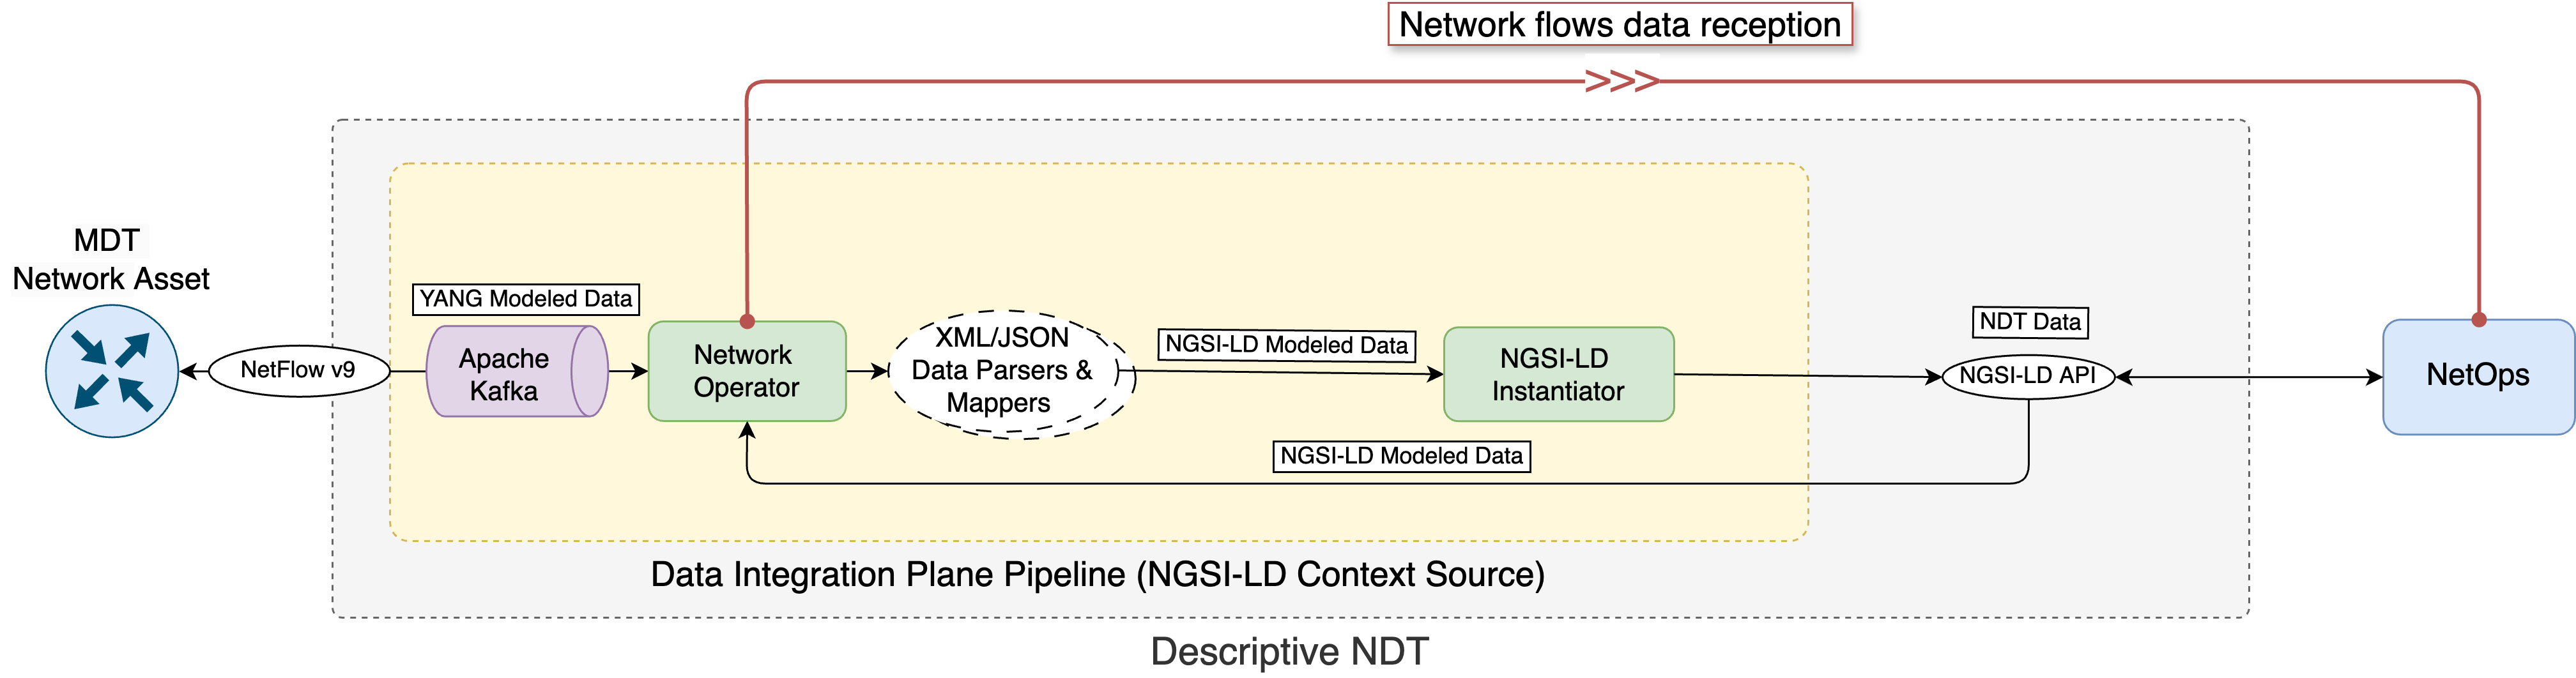 Network flows data reception
MDT
Network Asset
NetFlow v9
YANG Modeled Data
Apache
Kafka
Network
Operator
XML/JSON
Data Parsers &
Mappers
NGSI-LD Modeled Data
NGSI-LD
Instantiator
NDT Data
NGSI-LD API
NetOps
NGSI-LD Modeled Data
Data Integration Plane Pipeline (NGSI-LD Context Source)
Descriptive NDT